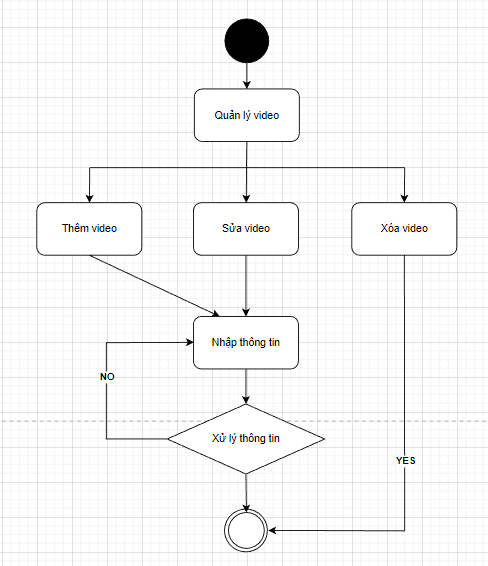 Quản lý video
Thêm video
Sửa video
Xóa video
Nhập thông tin
NO
Xử lý thông tin
YES